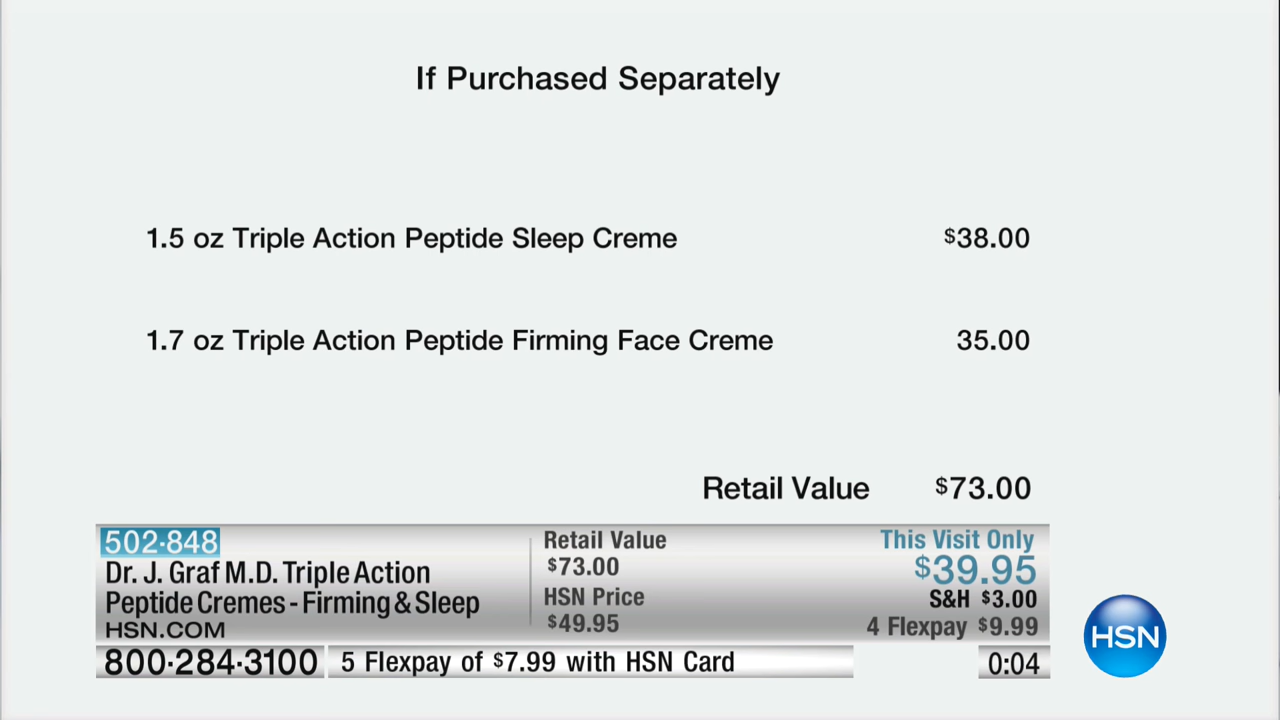 If Purchased Separately
1.5 oz Triple Action Peptide Sleep Creme $38.00
1.7 oz Triple Action Peptide Firming Face Creme 35.00
Retail Value $73.00
502·848
Dr. J. Graf M.D. Triple Action
Peptide Cremes - Firming & Sleep
HSN.COM
Retail Value
$73.00
HSN Price
$49.95
This Visit Only
$39.95
S&H $3.00
4 Flexpay $9.99
800·284·3100
5 Flexpay of $7.99 with HSN Card
0:04
HSN